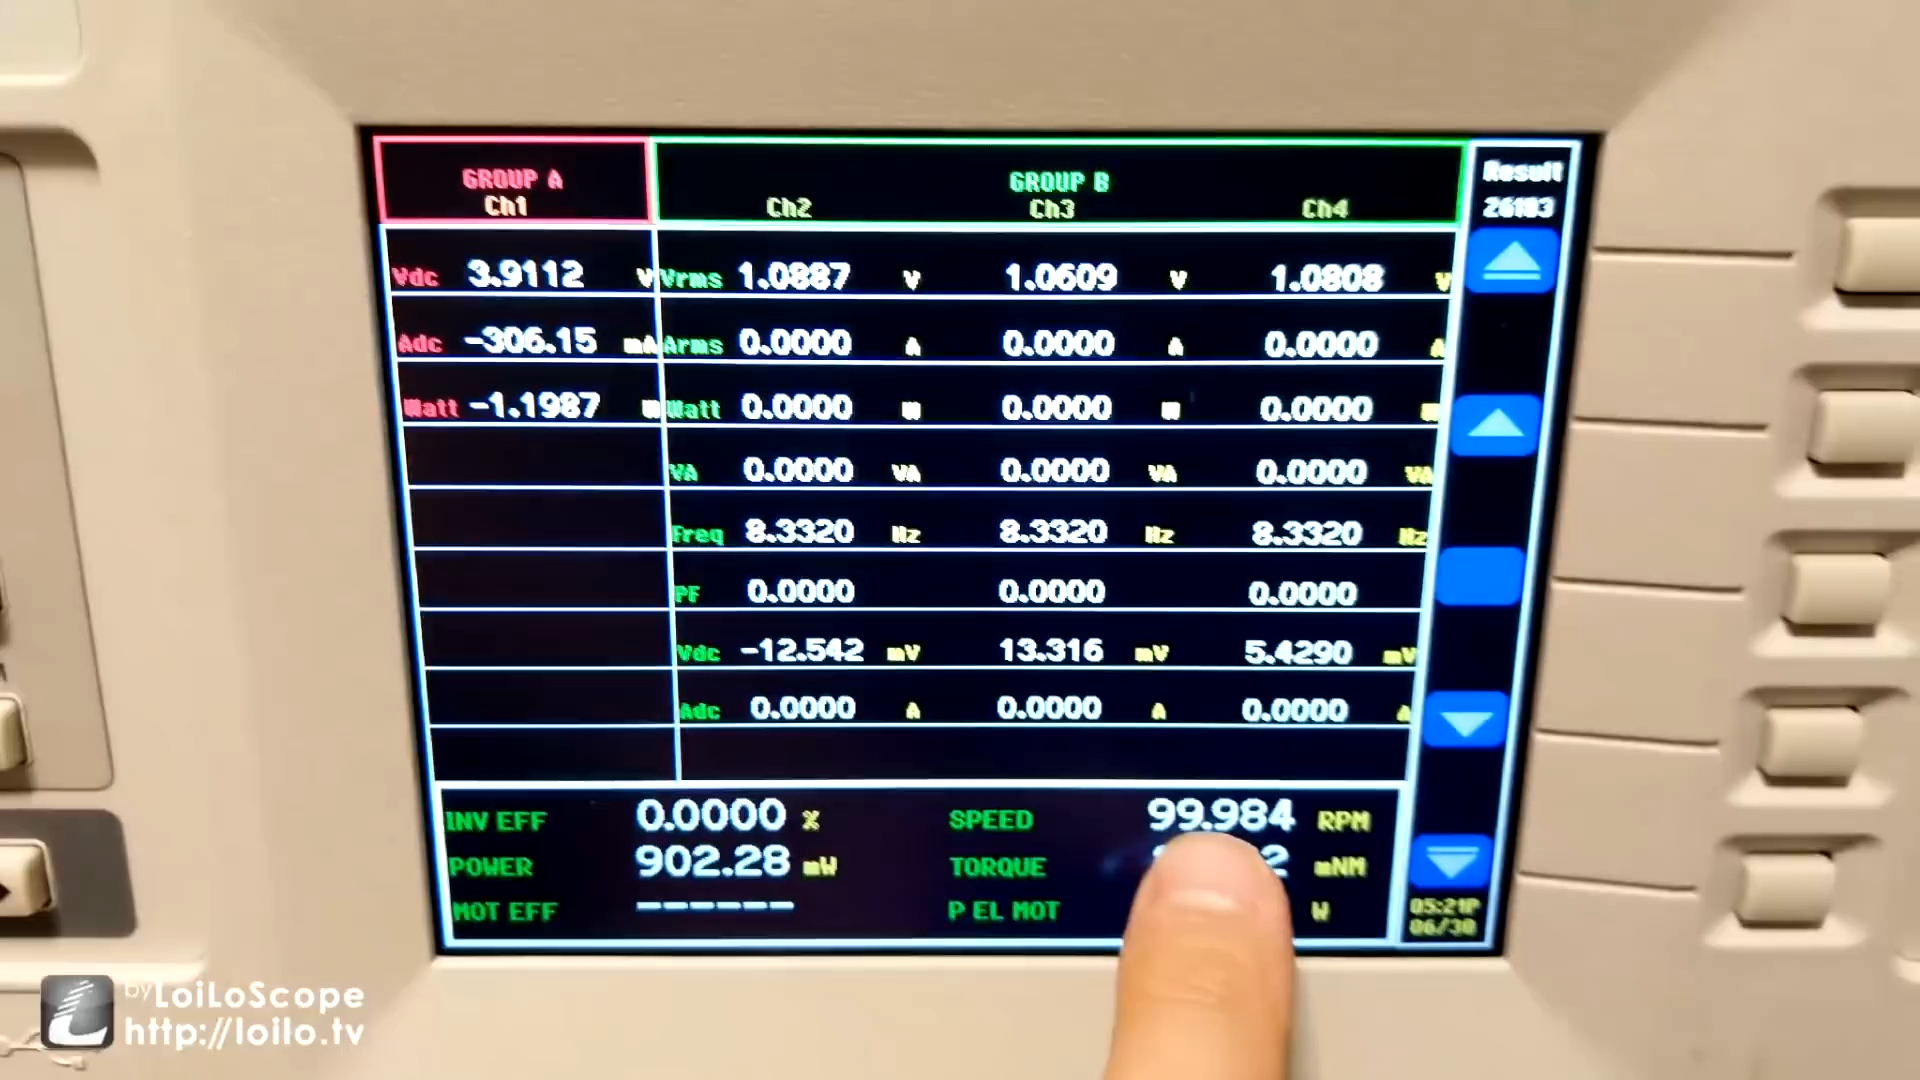 GROUP A
Ch1
GROUP B
Ch2 Ch3 Ch4
Result
26103
Vdc 3.9112 V Vrms 1.0887 V 1.0609 V 1.0808 V
Adc -306.15 mA Arms 0.0000 A 0.0000 A 0.0000 A
Watt -1.1987 W Watt 0.0000 W 0.0000 W 0.0000 W
VA 0.0000 VA 0.0000 VA 0.0000 VA
Freq 8.3320 Hz 8.3320 Hz 8.3320 Hz
PF 0.0000 0.0000 0.0000
Vdc -12.542 mV 13.316 mV 5.4290 mV
Adc 0.0000 A 0.0000 A 0.0000 A
INV EFF 0.0000 % SPEED 99.984 RPM
POWER 902.28 mW TORQUE mNM
MOT EFF ------ P EL MOT W
05:21P
06/30
by LoiLoScope
http://loilo.tv